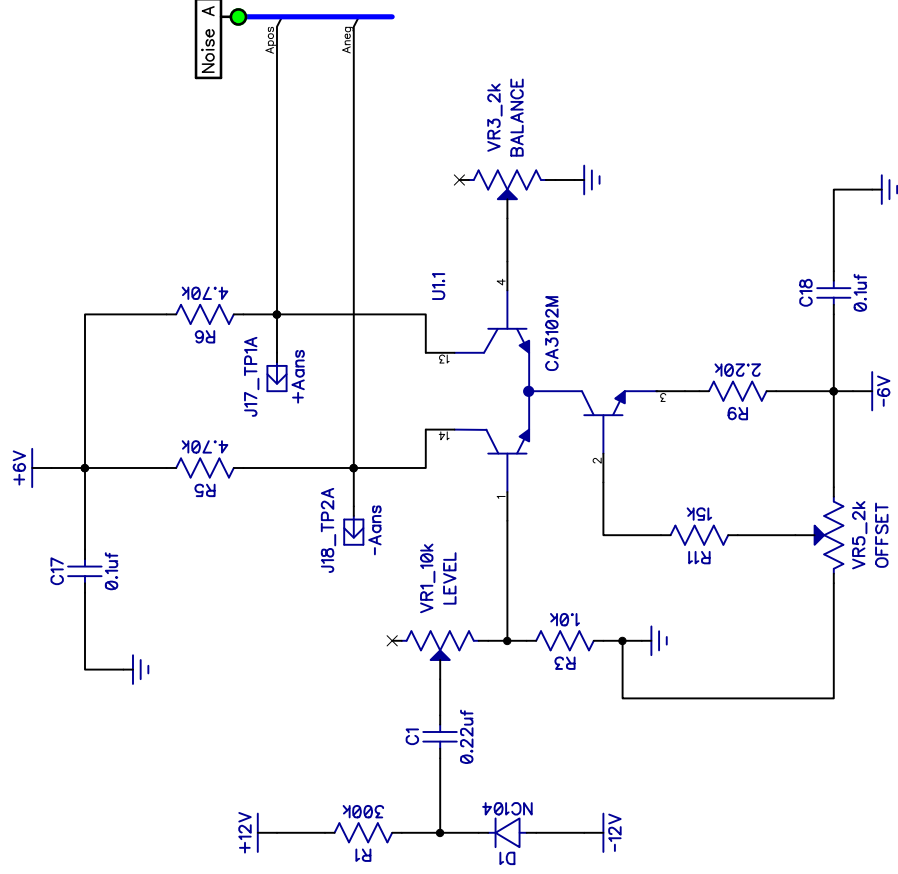 Noise A
Apos
Aneg
+6V
C17
0.1uf
4.70k
R6
J17_TP1A
+Aans
4.70k
R5
J18_TP2A
-Aans
VR3_2k
BALANCE
U1.1
4
13
14
CA3102M
1
VR1_10k
LEVEL
C1
0.22uf
1.0k
R3
2
3
2.20k
R9
15k
R11
C18
0.1uf
-6V
VR5_2k
OFFSET
+12V
300k
R1
NC104
D1
-12V